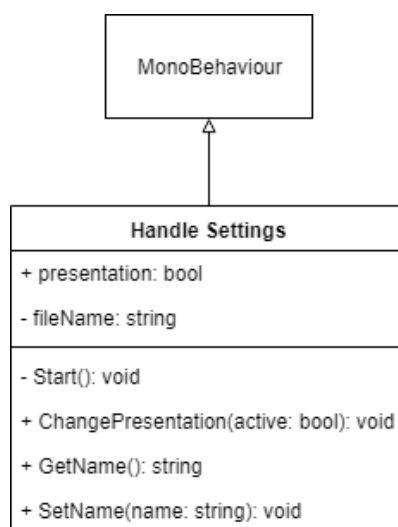 MonoBehaviour
Handle Settings
+ presentation: bool
- fileName: string
- Start(): void
+ ChangePresentation(active: bool): void
+ GetName(): string
+ SetName(name: string): void